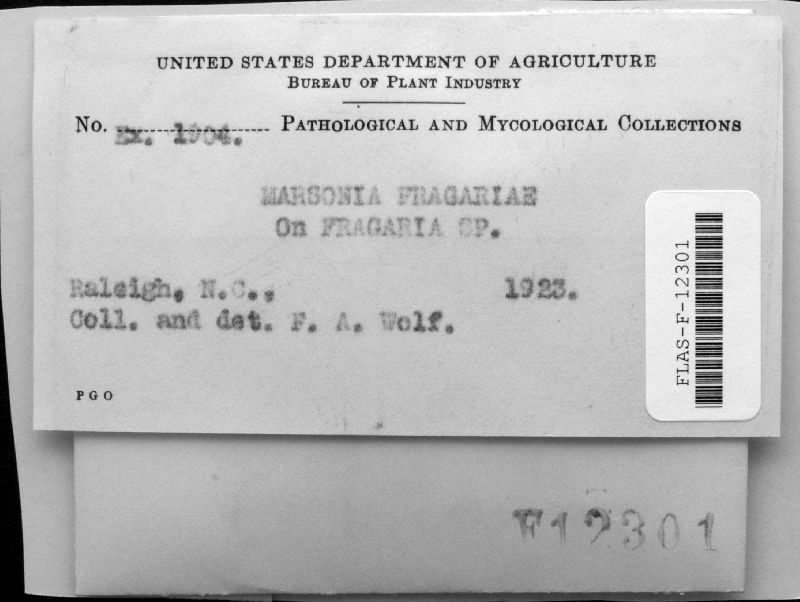 UNITED STATES DEPARTMENT OF AGRICULTURE
BUREAU OF PLANT INDUSTRY
No. Ex. 1904. PATHOLOGICAL AND MYCOLOGICAL COLLECTIONS
MARSONIA FRAGARIAE
On FRAGARIA SP.
Raleigh, N.C., 1923.
Coll. and det. F. A. Wolf.
PGO
FLAS-F-12301
F12301